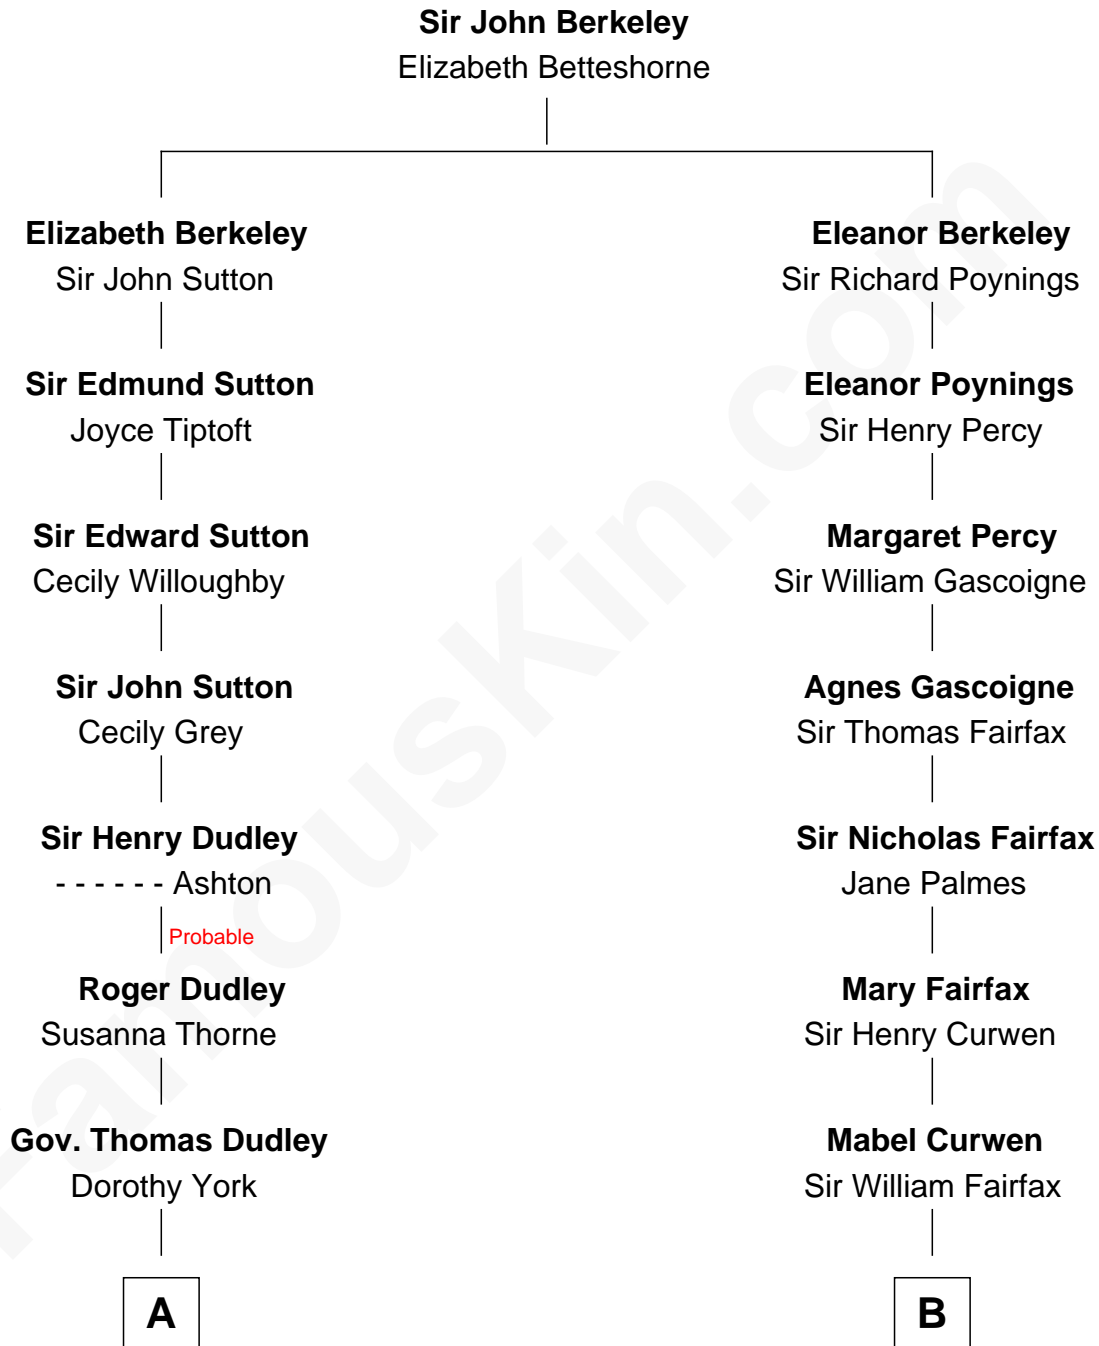 Sir John Berkeley
Elizabeth Betteshorne
Elizabeth Berkeley
Sir John Sutton
Sir Edmund Sutton
Joyce Tiptoft
Sir Edward Sutton
Cecily Willoughby
Sir John Sutton
Cecily Grey
Sir Henry Dudley
- - - - - - Ashton
Probable
Roger Dudley
Susanna Thorne
Gov. Thomas Dudley
Dorothy York
A
Eleanor Berkeley
Sir Richard Poynings
Eleanor Poynings
Sir Henry Percy
Margaret Percy
Sir William Gascoigne
Agnes Gascoigne
Sir Thomas Fairfax
Sir Nicholas Fairfax
Jane Palmes
Mary Fairfax
Sir Henry Curwen
Mabel Curwen
Sir William Fairfax
B
FamousKin.com